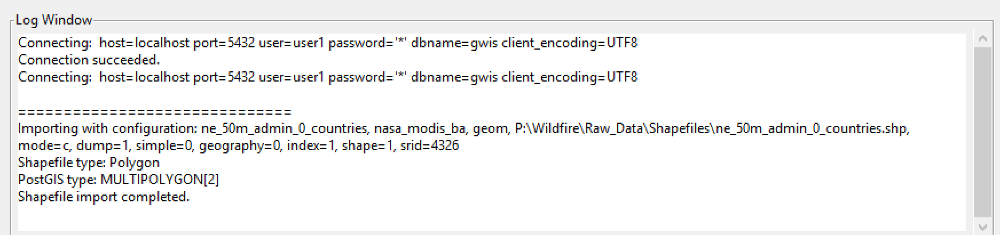 Log Window
Connecting:  host=localhost port=5432 user=user1 password='*' dbname=gwis client_encoding=UTF8
Connection succeeded.
Connecting:  host=localhost port=5432 user=user1 password='*' dbname=gwis client_encoding=UTF8
==============================
Importing with configuration: ne_50m_admin_0_countries, nasa_modis_ba, geom, P:\Wildfire\Raw_Data\Shapefiles\ne_50m_admin_0_countries.shp,
mode=c, dump=1, simple=0, geography=0, index=1, shape=1, srid=4326
Shapefile type: Polygon
PostGIS type: MULTIPOLYGON[2]
Shapefile import completed.